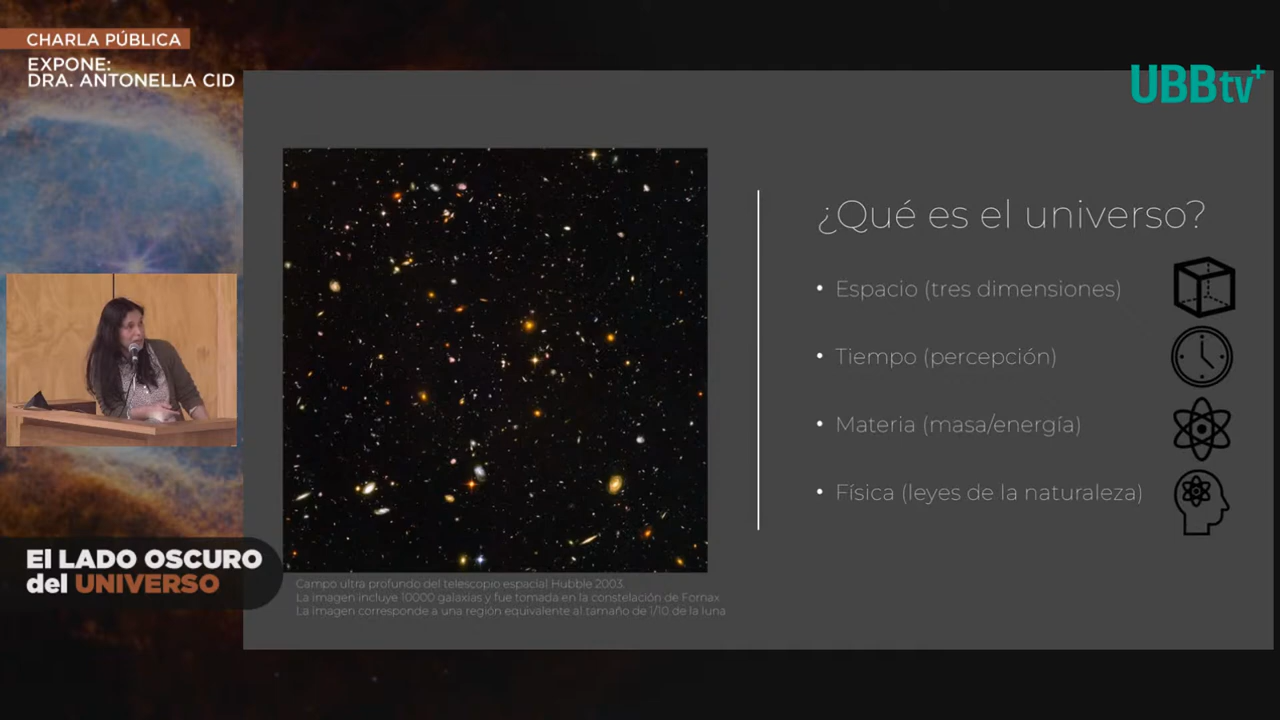 CHARLA PÚBLICA
EXPONE:
DRA. ANTONELLA CID
UBBtv+
¿Qué es el universo?
• Espacio (tres dimensiones)
• Tiempo (percepción)
• Materia (masa/energía)
• Física (leyes de la naturaleza)
El LADO OSCURO
del UNIVERSO
Campo ultra profundo del telescopio espacial Hubble 2003.
La imagen incluye 10000 galaxias y fue tomada en la constelación de Fornax
La imagen corresponde a una región equivalente al tamaño de 1/10 de la luna